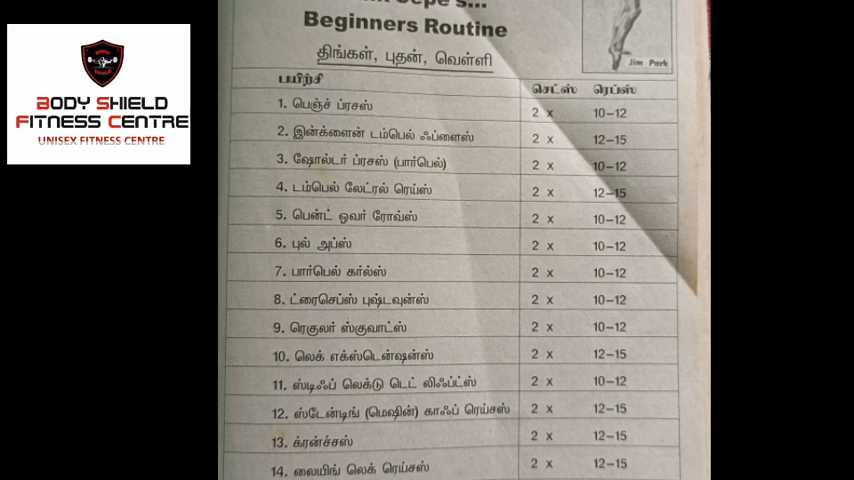 BODY SHIELD
FITNESS CENTRE
UNISEX FITNESS CENTRE
Beginners Routine
திங்கள், புதன், வெள்ளி
Jim Park
பயிற்சி செட்ஸ் ரெப்ஸ்
1. பெஞ்ச் ப்ரசஸ் 2 x 10–12
2. இன்க்ளைன் டம்பெல் ஃப்ளைஸ் 2 x 12–15
3. ஷோல்டர் ப்ரசஸ் (பார்பெல்) 2 x 10–12
4. டம்பெல் லேட்ரல் ரெய்ஸ் 2 x 12–15
5. பென்ட் ஓவர் ரோவ்ஸ் 2 x 10–12
6. புல் அப்ஸ் 2 x 10–12
7. பார்பெல் கர்ல்ஸ் 2 x 10–12
8. ட்ரைசெப்ஸ் புஷ்டவுன்ஸ் 2 x 10–12
9. ரெகுலர் ஸ்குவாட்ஸ் 2 x 10–12
10. லெக் எக்ஸ்டென்ஷன்ஸ் 2 x 12–15
11. ஸ்டிஃப் லெக்டு டெட் லிஃப்ட்ஸ் 2 x 10–12
12. ஸ்டேன்டிங் (மெஷின்) காஃப் ரெய்சஸ் 2 x 12–15
13. க்ரன்ச்சஸ் 2 x 12–15
14. லையிங் லெக் ரெய்சஸ் 2 x 12–15